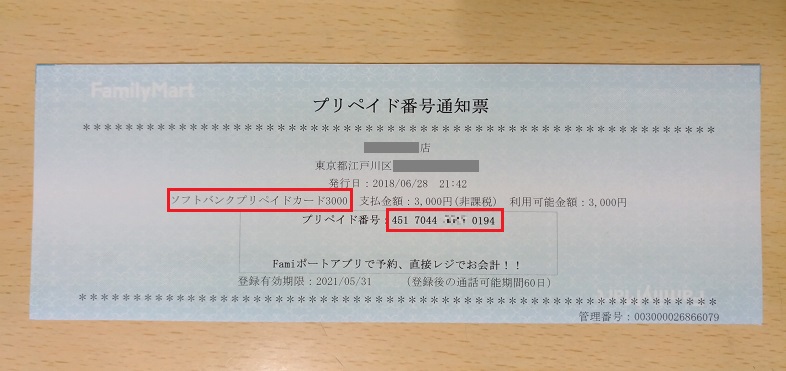 FamilyMart
プリペイド番号通知票
************************************************************
店
東京都江戸川区
発行日：2018/06/28 21:42
ソフトバンクプリペイドカード3000 支払金額：3,000円(非課税) 利用可能金額：3,000円
プリペイド番号：451 7044 0194
Famiポートアプリで予約、直接レジでお会計！！
登録有効期限：2021/05/31 （登録後の通話可能期間60日）
FamilyMart
************************************************************
管理番号：003000026866079